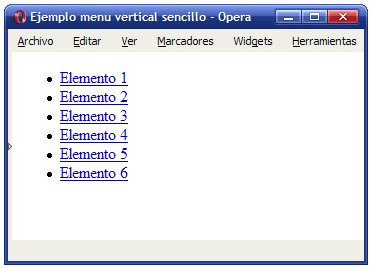 Ejemplo menu vertical sencillo - Opera
Archivo Editar Ver Marcadores Widgets Herramientas
Elemento 1
Elemento 2
Elemento 3
Elemento 4
Elemento 5
Elemento 6